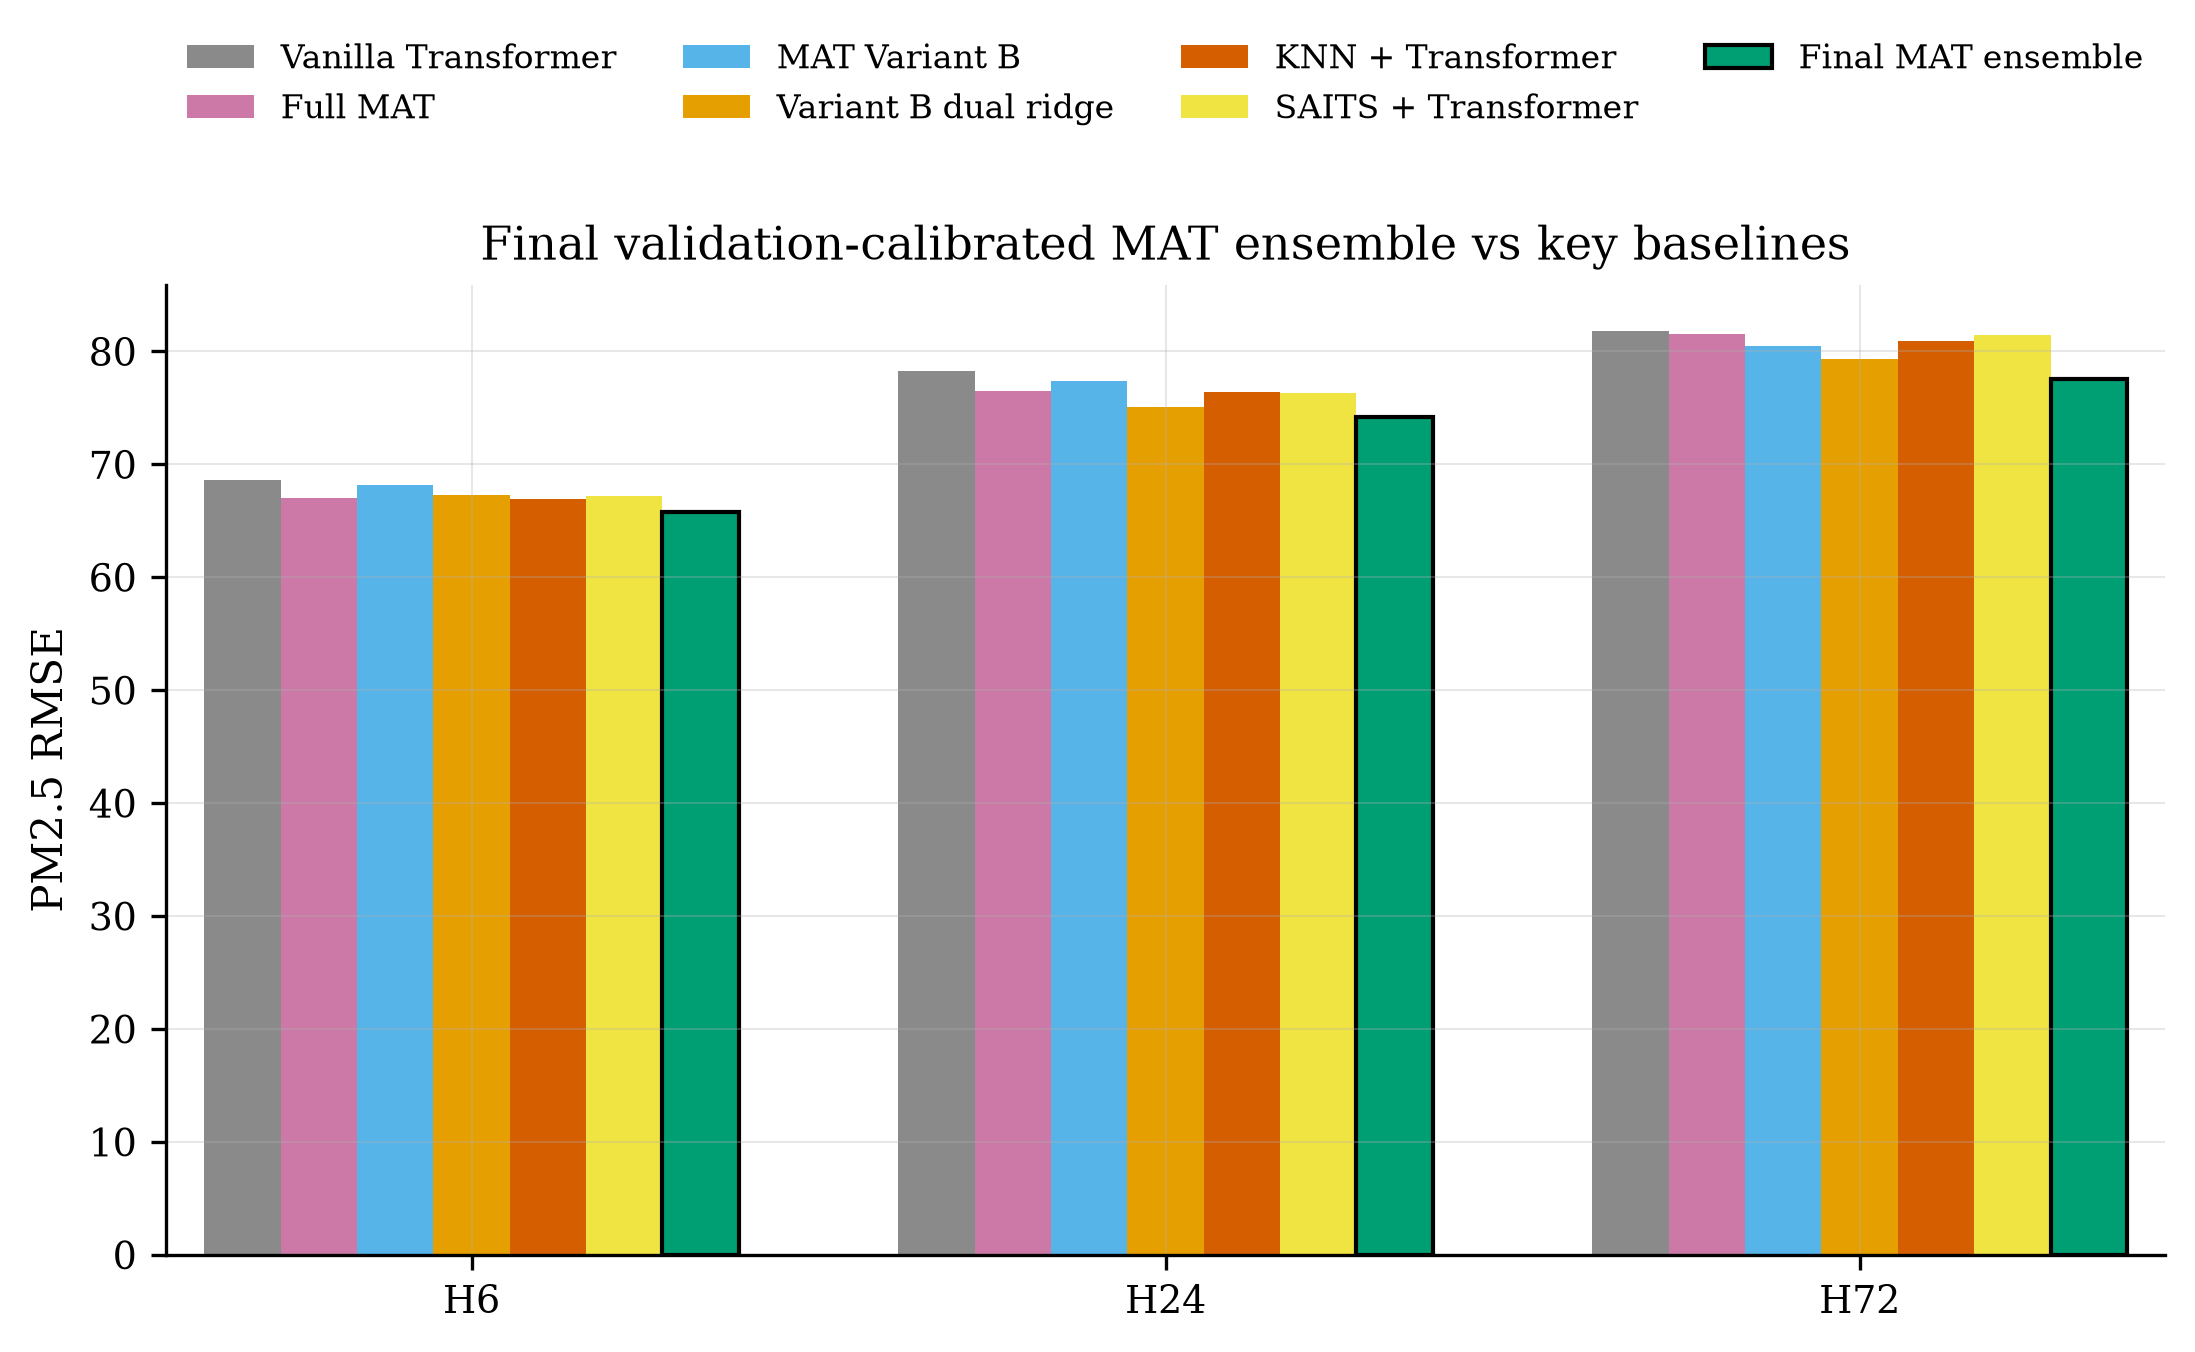 Vanilla Transformer
Full MAT
MAT Variant B
Variant B dual ridge
KNN + Transformer
SAITS + Transformer
Final MAT ensemble
Final validation-calibrated MAT ensemble vs key baselines
PM2.5 RMSE
80
70
60
50
40
30
20
10
0
H6
H24
H72